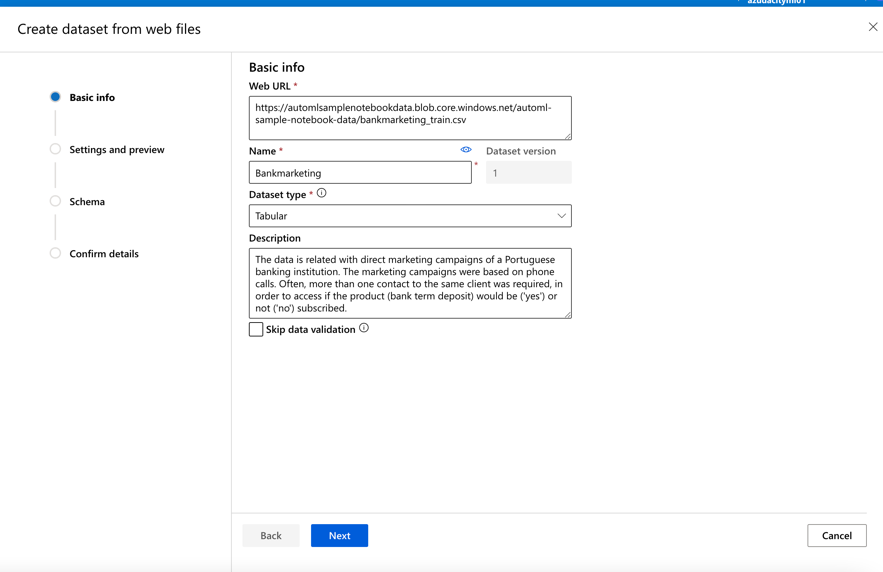 Create dataset from web files
Basic info
Settings and preview
Schema
Confirm details
Basic info
Web URL *
https://automlsamplenotebookdata.blob.core.windows.net/automl-
sample-notebook-data/bankmarketing_train.csv
Name *
Dataset version
Bankmarketing
*
1
Dataset type *
Tabular
Description
The data is related with direct marketing campaigns of a Portuguese
banking institution. The marketing campaigns were based on phone
calls. Often, more than one contact to the same client was required, in
order to access if the product (bank term deposit) would be ('yes') or
not ('no') subscribed.
Skip data validation
Back
Next
Cancel